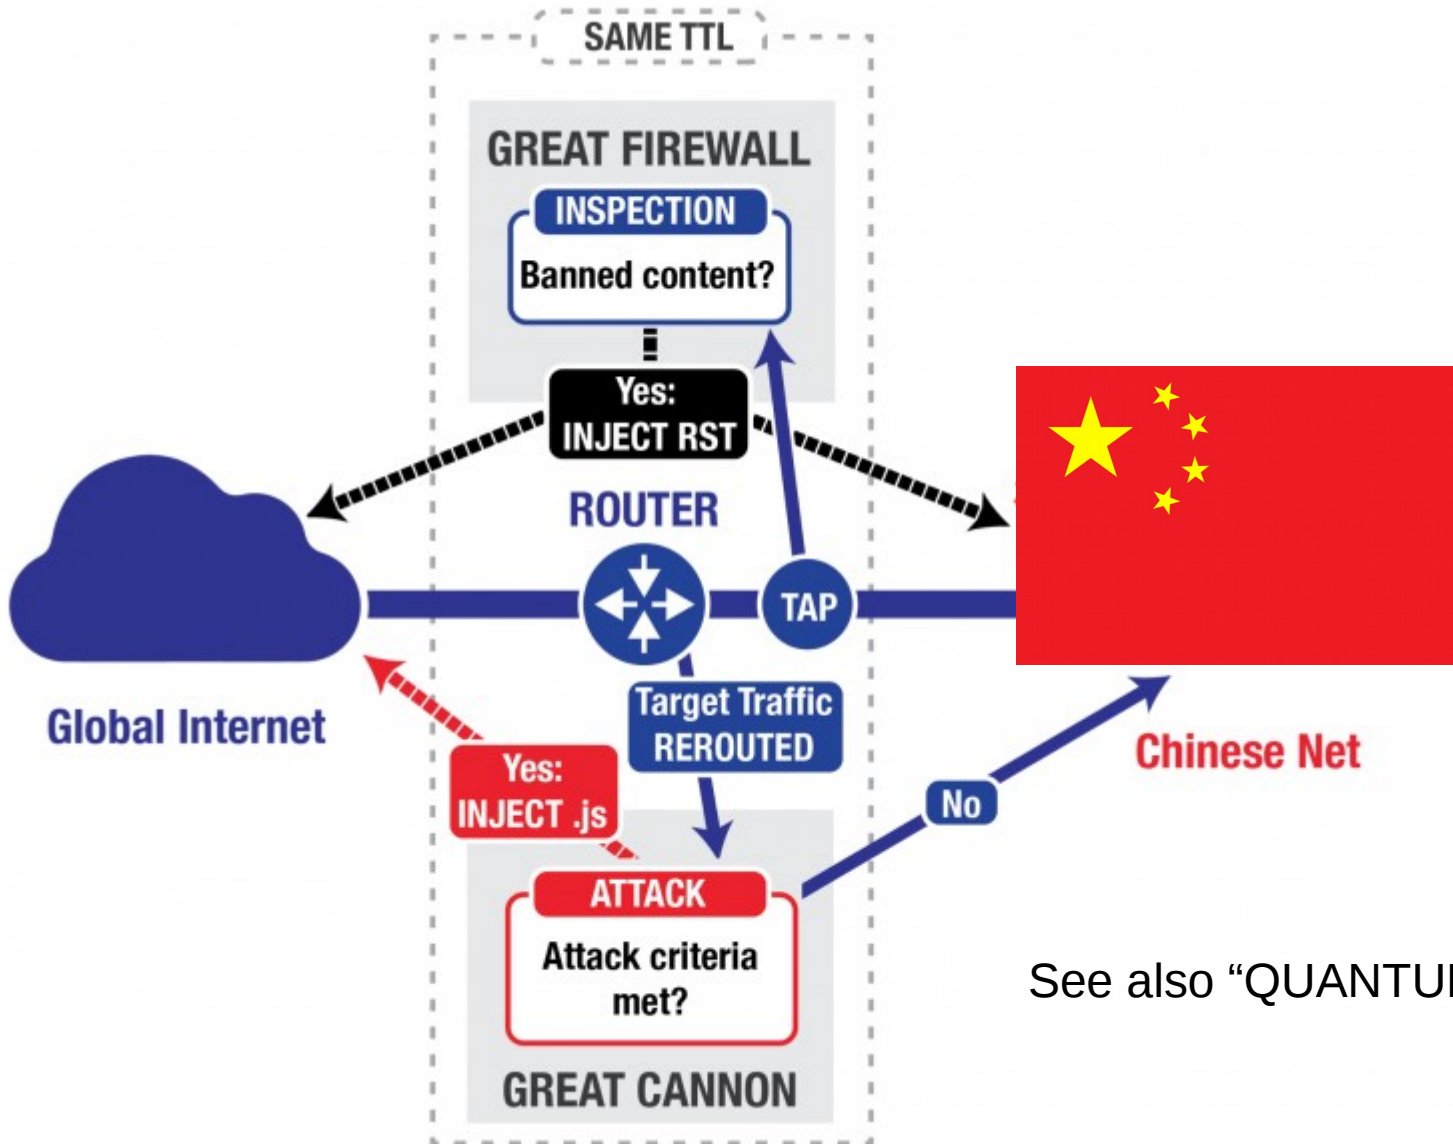 SAME TTL
GREAT FIREWALL
INSPECTION
Banned content?
Yes:
INJECT RST
ROUTER
TAP
Global Internet
Target Traffic
REROUTED
Chinese Net
Yes:
INJECT .js
No
ATTACK
Attack criteria
met?
See also “
GREAT CANNON